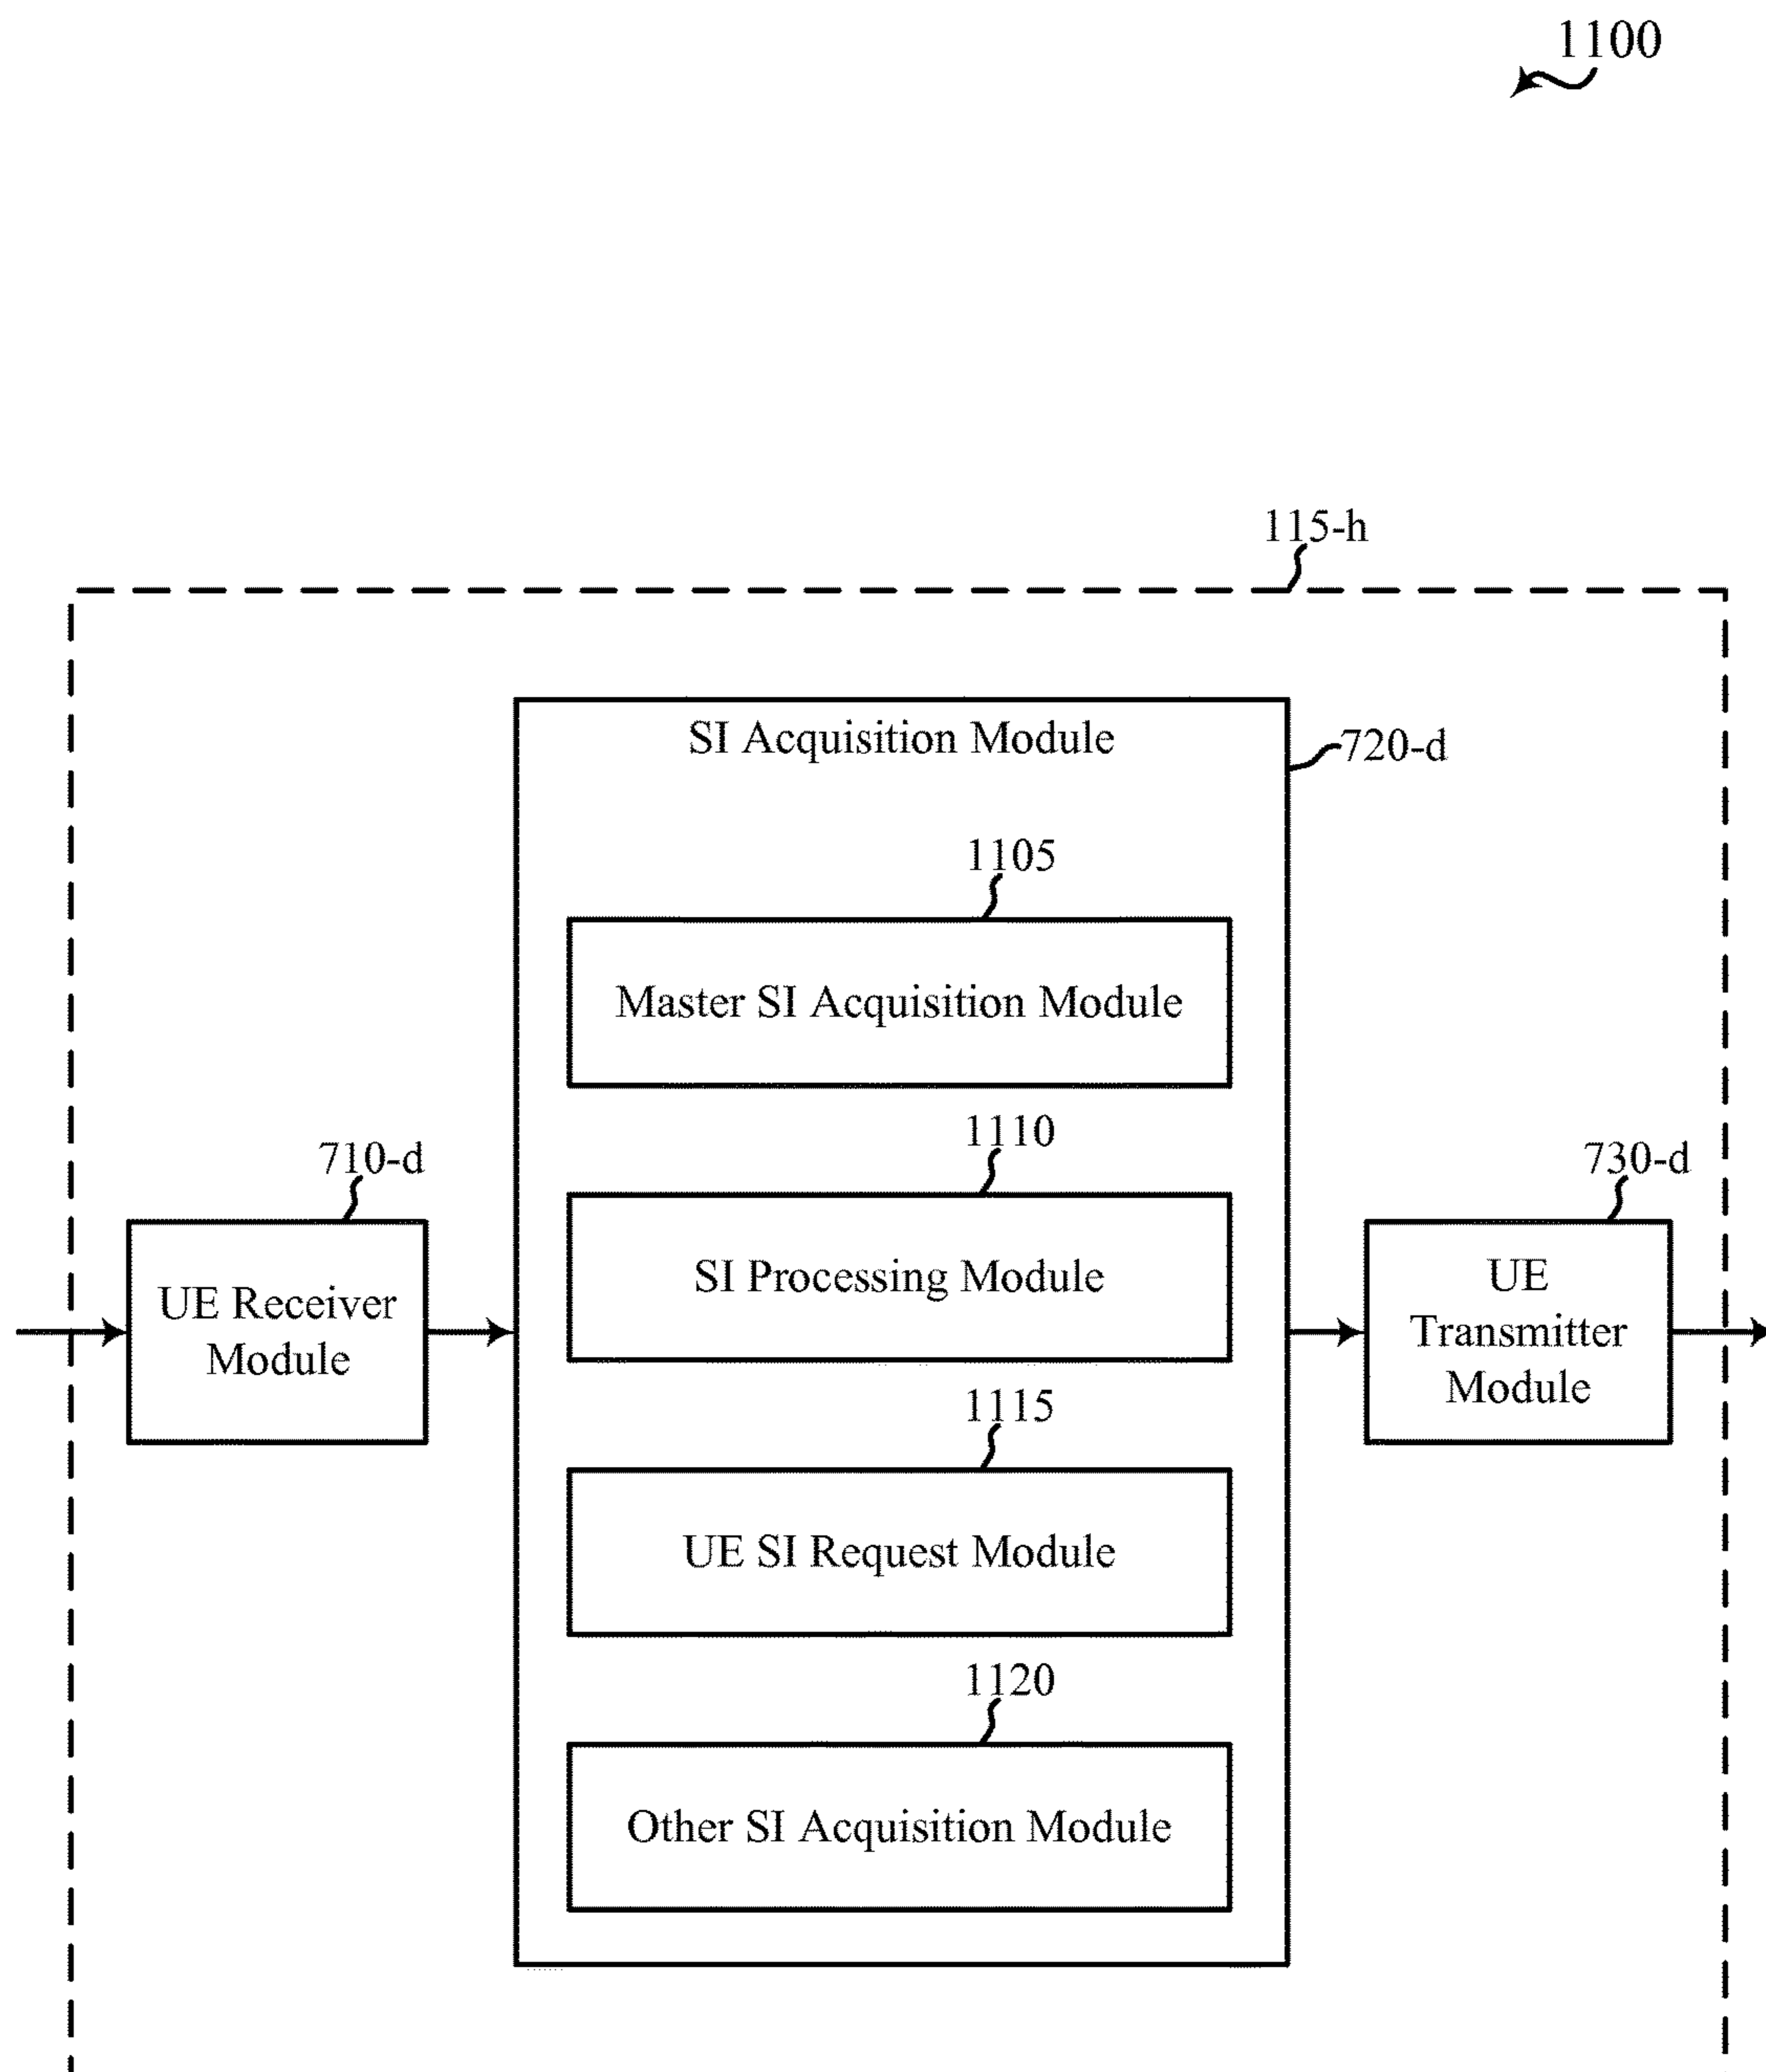 1100
115-h
SI Acquisition Module
720-d
1105
Master SI Acquisition Module
1110
710-d
730-d
SI Processing Module
UE Receiver
Module
UE
Transmitter
Module
1115
UE SI Request Module
1120
Other SI Acquisition Module